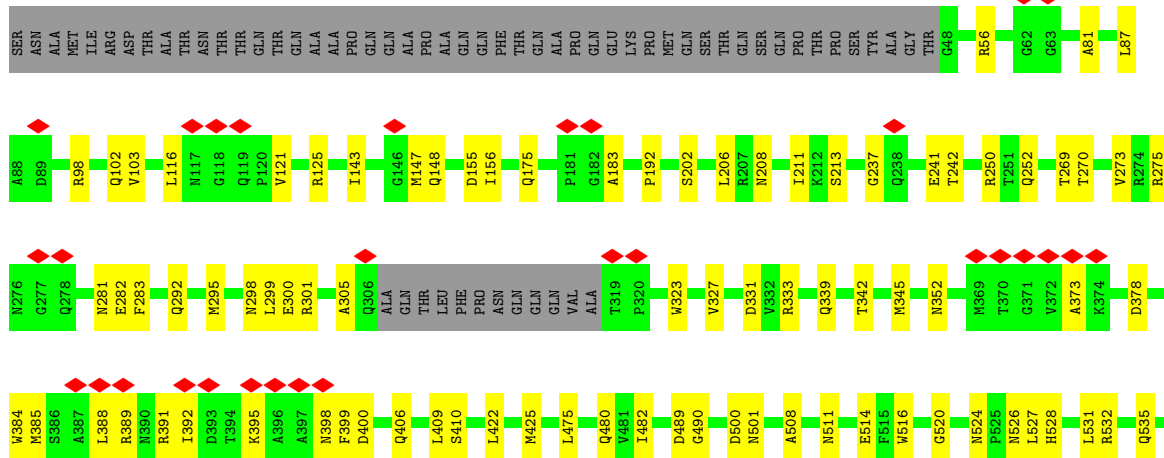 SER ASN ALA MET ILE ARG ASP THR ALA THR ASN THR THR GLN THR GLN ALA ALA PRO GLN GLN ALA PRO ALA GLN GLN PHE THR GLN ALA PRO GLN GLU LYS PRO MET GLN SER THR GLN SER GLN PRO THR PRO SER TYR ALA GLY THR G48 R56 G62 G63 A81 L87
A88 D89 R98 Q102 V103 L116 N117 G118 Q119 P120 V121 R125 I143 G146 M147 Q148 D155 I156 Q175 P181 G182 A183 P192 S202 L206 R207 N208 I211 K212 S213 G237 Q238 E241 T242 R250 T251 Q252 T269 T270 V273 R274 R275
N276 G277 Q278 N281 E282 F283 Q292 M295 N298 L299 E300 R301 A305 Q306 ALA GLN THR LEU PHE PRO ASN GLN GLN GLN VAL ALA T319 P320 W323 V327 D331 V332 R333 Q339 T342 M345 N352 M369 T370 G371 V372 A373 K374 D378
W384 M385 S386 A387 L388 R389 N390 R391 I392 D393 T394 K395 A396 A397 N398 F399 D400 Q406 L409 S410 L422 M425 L475 Q480 V481 I482 D489 G490 D500 N501 A508 N511 E514 F515 W516 G520 N524 P525 N526 L527 H528 L531 R532 Q535